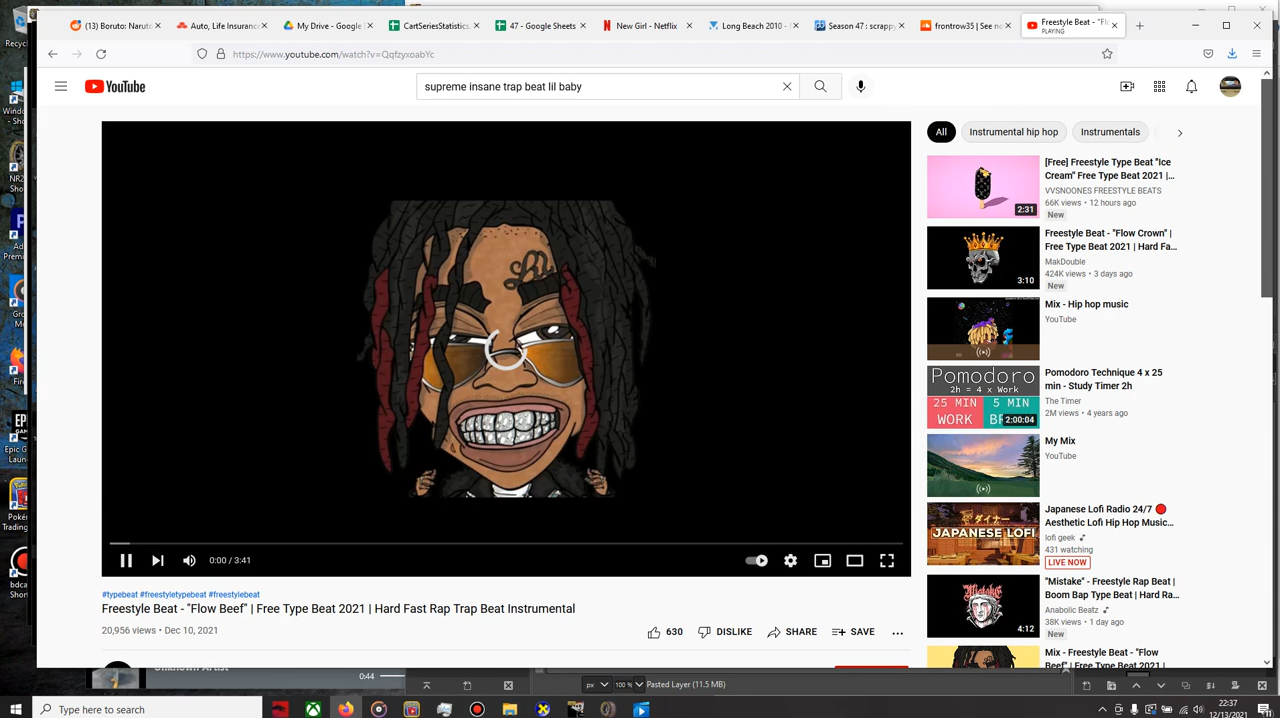 (13) Boruto: Naruto
Auto, Life Insuranc
My Drive - Google
CartSeriesStatistics.
47 - Google Sheets
New Girl - Netflix
Long Beach 200 -
Season 47 : scrappy
frontrow35 | See no
Freestyle Beat - "Fl
PLAYING
https://www.youtube.com/watch?v=QqfzyxoabYc
YouTube
supreme insane trap beat lil baby
All
Instrumental hip hop
Instrumentals
[Free] Freestyle Type Beat "Ice
Cream" Free Type Beat 2021 |...
VVSNOONES FREESTYLE BEATS
66K views • 12 hours ago
New
2:31
Freestyle Beat - "Flow Crown" |
Free Type Beat 2021 | Hard Fa...
MakDouble
424K views • 3 days ago
New
3:10
Mix - Hip hop music
YouTube
Pomodoro
2h = 4 x Work
25 MIN
WORK
5 MIN
2:00:04
Pomodoro Technique 4 x 25
min - Study Timer 2h
The Timer
2M views • 4 years ago
My Mix
YouTube
JAPANESE LOFI
Japanese Lofi Radio 24/7 🔴
Aesthetic Lofi Hip Hop Music...
lofi geek
431 watching
LIVE NOW
"Mistake" - Freestyle Rap Beat |
Boom Bap Type Beat | Hard Ra...
Anabolic Beatz
38K views • 1 day ago
New
4:12
Mix - Freestyle Beat - "Flow
Beef" | Free Type Beat 2021 |
0:00 / 3:41
#typebeat #freestyletypebeat #freestylebeat
Freestyle Beat - "Flow Beef" | Free Type Beat 2021 | Hard Fast Rap Trap Beat Instrumental
20,956 views • Dec 10, 2021
630
DISLIKE
SHARE
SAVE
0:44
px
100 %
Pasted Layer (11.5 MB)
Type here to search
22:37
12/13/2021